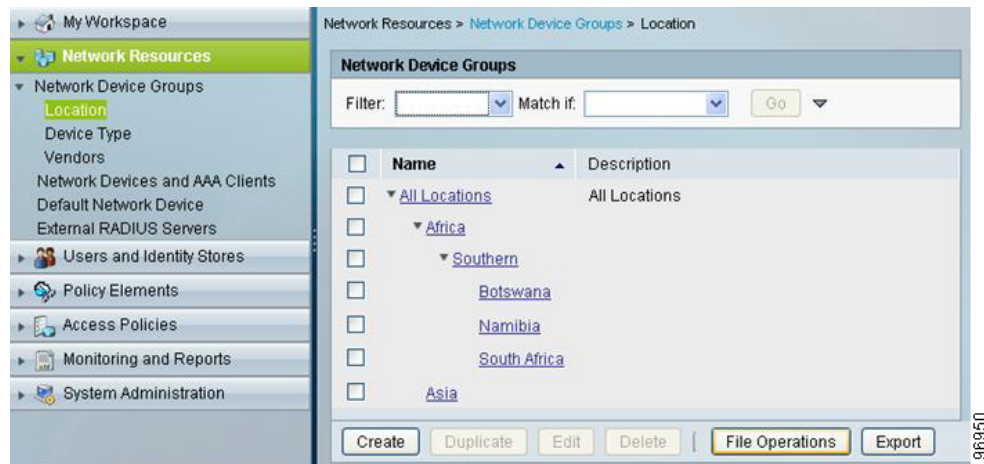 My Workspace
Network Resources
Network Device Groups
Location
Device Type
Vendors
Network Devices and AAA Clients
Default Network Device
External RADIUS Servers
Users and Identity Stores
Policy Elements
Access Policies
Monitoring and Reports
System Administration
Network Resources > Network Device Groups > Location
Network Device Groups
Filter: Match if: Go
Name Description
All Locations All Locations
Africa
Southern
Botswana
Namibia
South Africa
Asia
Create Duplicate Edit Delete | File Operations Export
96950